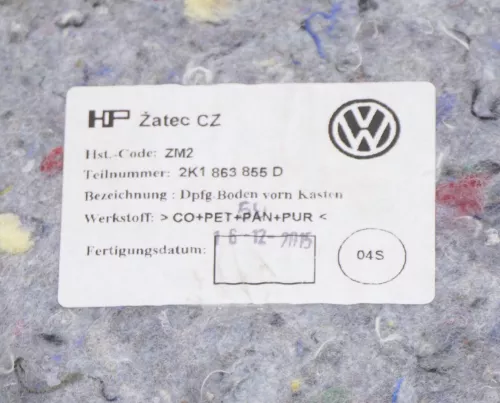 HP Žatec CZ
Hst.-Code: ZM2
Teilnummer: 2K1 863 855 D
Bezeichnung : Dpfg Boden vorn Kasten
Werkstoff: > CO+PET+PAN+PUR <
Fertigungsdatum: 16-12-2015
04S